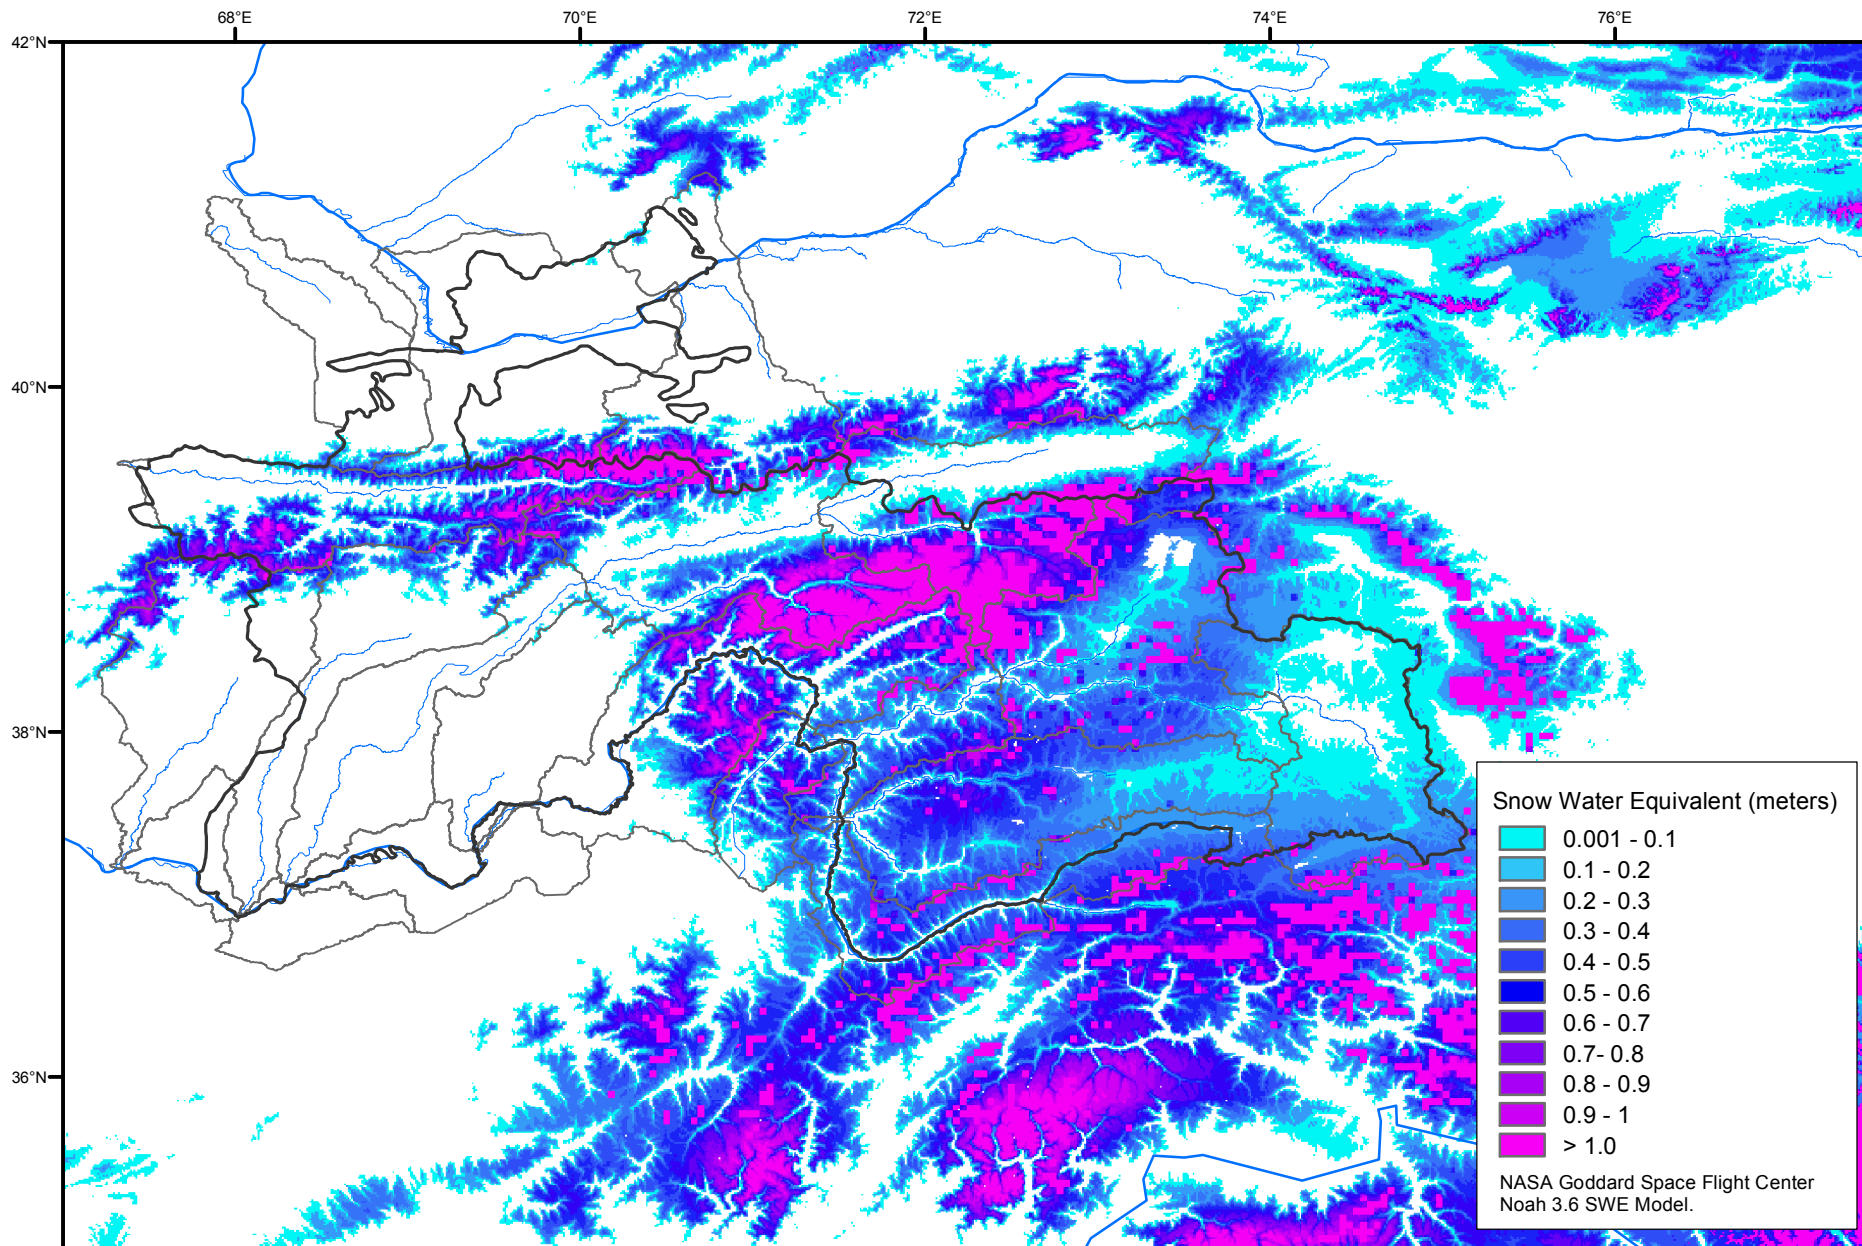 68°E
70°E
72°E
74°E
76°E
42°N
40°N
38°N
36°N
Snow Water Equivalent (meters)
0.001 - 0.1
0.1 - 0.2
0.2 - 0.3
0.3 - 0.4
0.4 - 0.5
0.5 - 0.6
0.6 - 0.7
0.7- 0.8
0.8 - 0.9
0.9 - 1
> 1.0
NASA Goddard Space Flight Center
Noah 3.6 SWE Model.